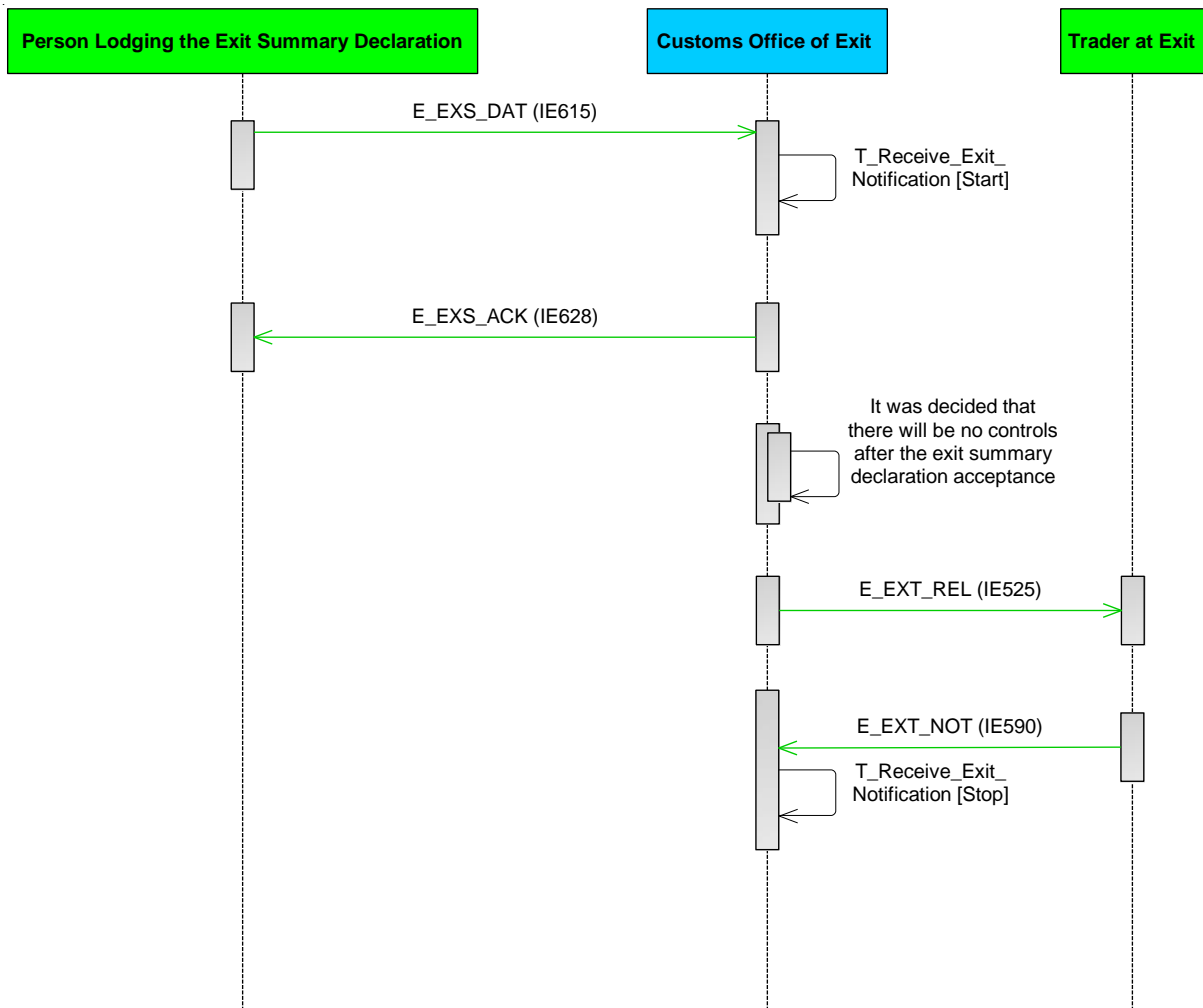 Person Lodging the Exit Summary Declaration
Customs Office of Exit
Trader at Exit
E_EXS_DAT (IE615)
T_Receive_Exit_
Notification [Start]
E_EXS_ACK (IE628)
It was decided that
there will be no controls
after the exit summary
declaration acceptance
E_EXT_REL (IE525)
E_EXT_NOT (IE590)
T_Receive_Exit_
Notification [Stop]